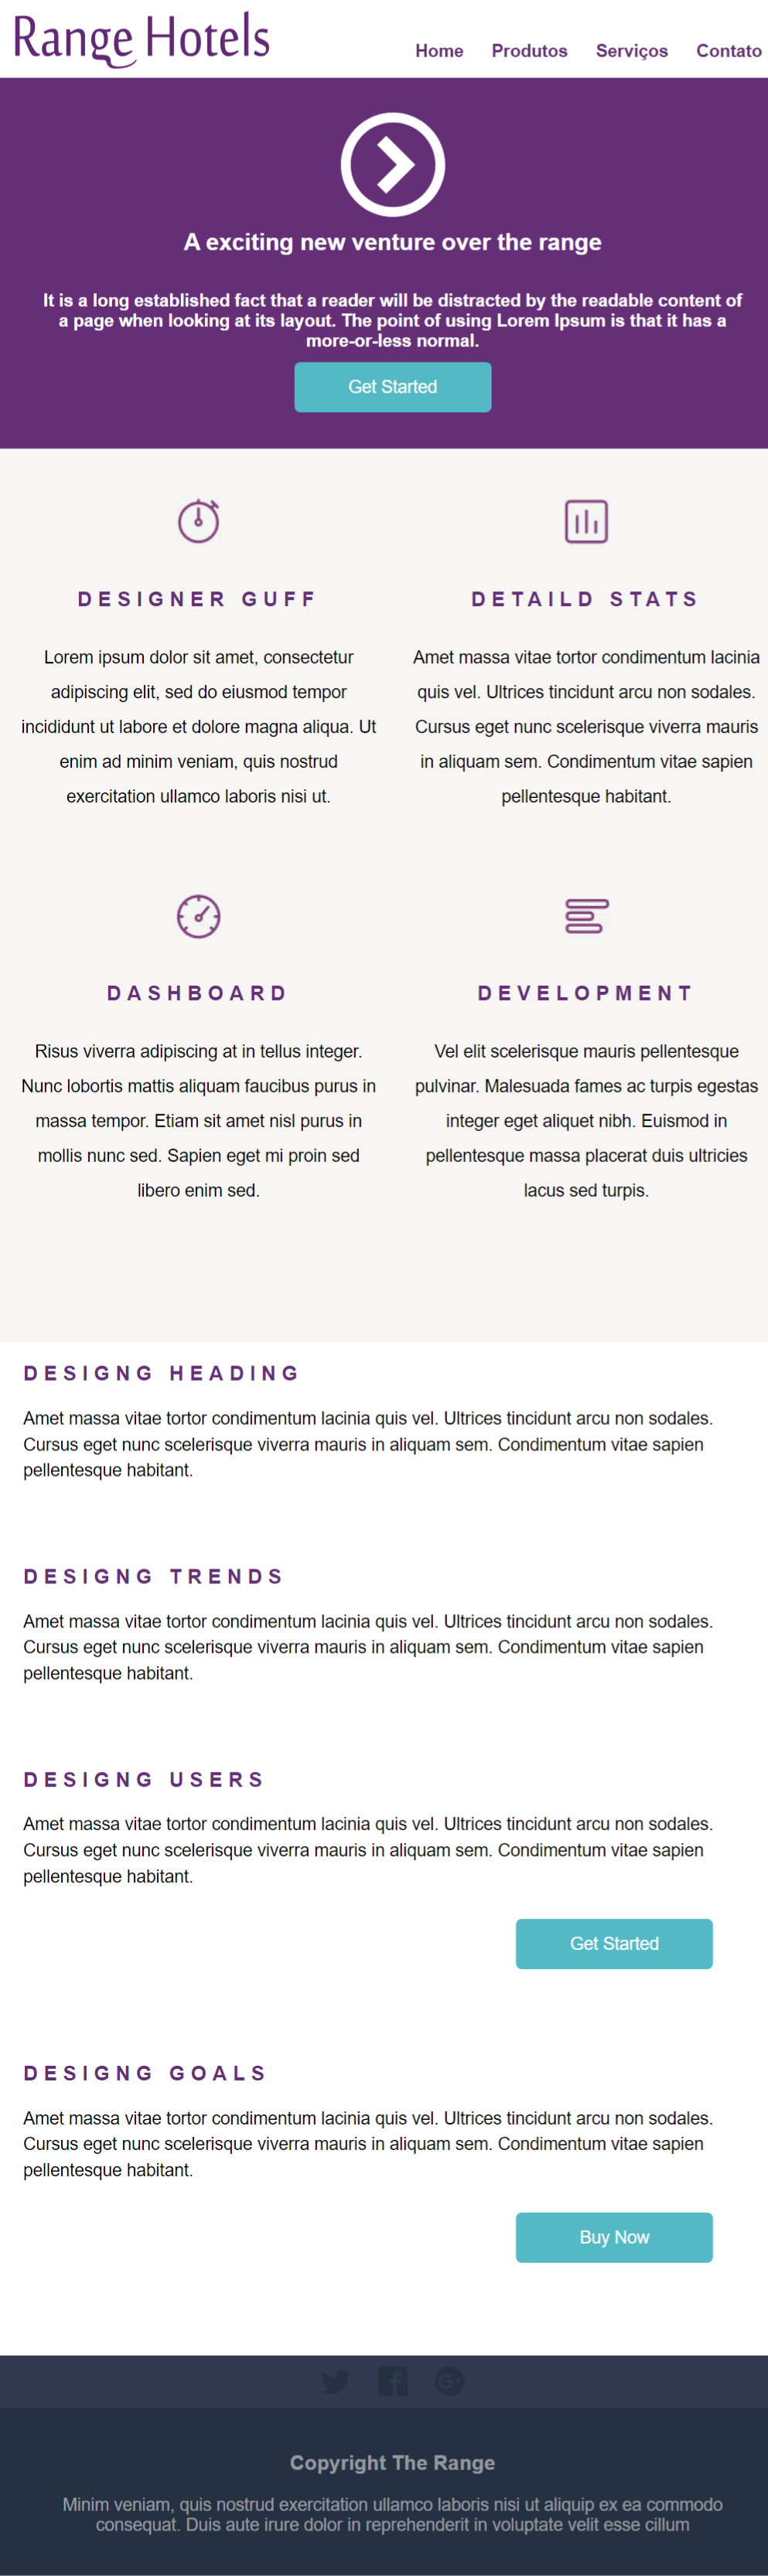 Range Hotels
Home Produtos Serviços Contato
A exciting new venture over the range
It is a long established fact that a reader will be distracted by the readable content of
a page when looking at its layout. The point of using Lorem Ipsum is that it has a
more-or-less normal.
Get Started
DESIGNER GUFF
Lorem ipsum dolor sit amet, consectetur
adipiscing elit, sed do eiusmod tempor
incididunt ut labore et dolore magna aliqua. Ut
enim ad minim veniam, quis nostrud
exercitation ullamco laboris nisi ut.
DETAILD STATS
Amet massa vitae tortor condimentum lacinia
quis vel. Ultrices tincidunt arcu non sodales.
Cursus eget nunc scelerisque viverra mauris
in aliquam sem. Condimentum vitae sapien
pellentesque habitant.
DASHBOARD
Risus viverra adipiscing at in tellus integer.
Nunc lobortis mattis aliquam faucibus purus in
massa tempor. Etiam sit amet nisl purus in
mollis nunc sed. Sapien eget mi proin sed
libero enim sed.
DEVELOPMENT
Vel elit scelerisque mauris pellentesque
pulvinar. Malesuada fames ac turpis egestas
integer eget aliquet nibh. Euismod in
pellentesque massa placerat duis ultricies
lacus sed turpis.
DESIGNG HEADING
Amet massa vitae tortor condimentum lacinia quis vel. Ultrices tincidunt arcu non sodales.
Cursus eget nunc scelerisque viverra mauris in aliquam sem. Condimentum vitae sapien
pellentesque habitant.
DESIGNG TRENDS
Amet massa vitae tortor condimentum lacinia quis vel. Ultrices tincidunt arcu non sodales.
Cursus eget nunc scelerisque viverra mauris in aliquam sem. Condimentum vitae sapien
pellentesque habitant.
DESIGNG USERS
Amet massa vitae tortor condimentum lacinia quis vel. Ultrices tincidunt arcu non sodales.
Cursus eget nunc scelerisque viverra mauris in aliquam sem. Condimentum vitae sapien
pellentesque habitant.
Get Started
DESIGNG GOALS
Amet massa vitae tortor condimentum lacinia quis vel. Ultrices tincidunt arcu non sodales.
Cursus eget nunc scelerisque viverra mauris in aliquam sem. Condimentum vitae sapien
pellentesque habitant.
Buy Now
Copyright The Range
Minim veniam, quis nostrud exercitation ullamco laboris nisi ut aliquip ex ea commodo
consequat. Duis aute irure dolor in reprehenderit in voluptate velit esse cillum